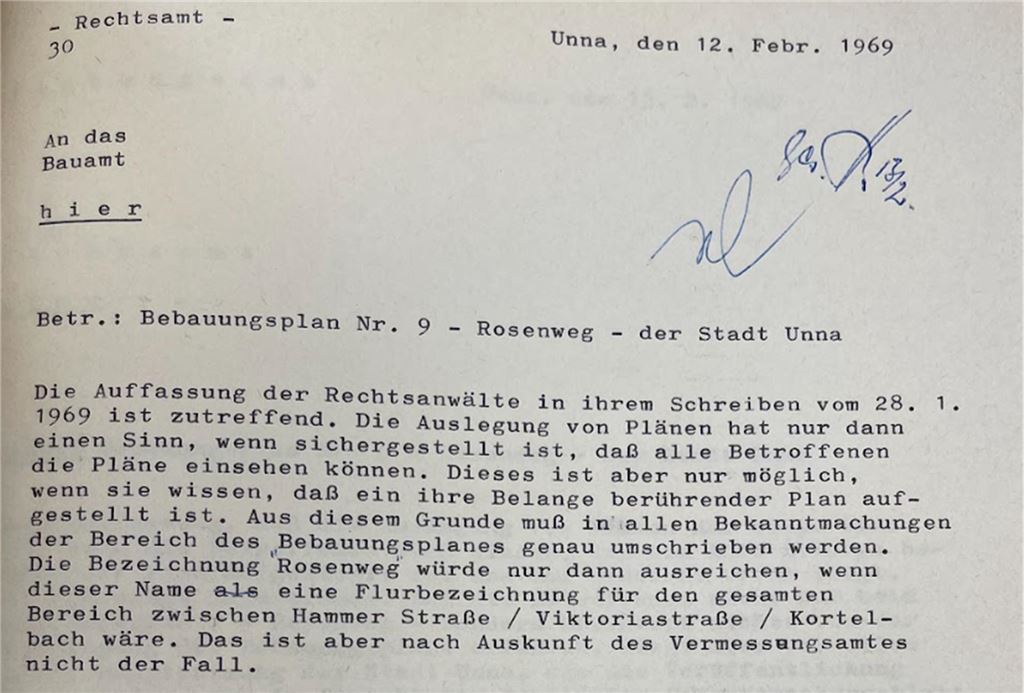 - Rechtsamt -
30
Unna, den 12. Febr. 1969
An das
Bauamt
h i e r
13/2.
Betr.: Bebauungsplan Nr. 9 - Rosenweg - der Stadt Unna
Die Auffassung der Rechtsanwälte in ihrem Schreiben vom 28. 1.
1969 ist zutreffend. Die Auslegung von Plänen hat nur dann
einen Sinn, wenn sichergestellt ist, daß alle Betroffenen
die Pläne einsehen können. Dieses ist aber nur möglich,
wenn sie wissen, daß ein ihre Belange berührender Plan auf-
gestellt ist. Aus diesem Grunde muß in allen Bekanntmachungen
der Bereich des Bebauungsplanes genau umschrieben werden.
Die Bezeichnung "Rosenweg" würde nur dann ausreichen, wenn
dieser Name als eine Flurbezeichnung für den gesamten
Bereich zwischen Hammer Straße / Viktoriastraße / Kortel-
bach wäre. Das ist aber nach Auskunft des Vermessungsamtes
nicht der Fall.